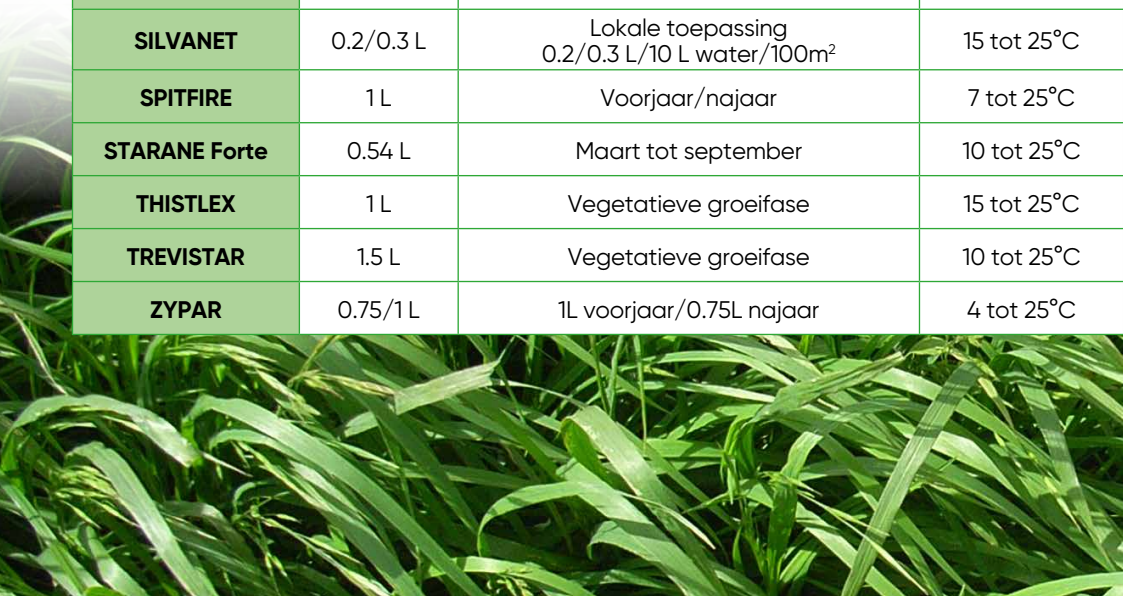 SILVANET 0.2/0.3 L Lokale toepassing 15 tot 25°C
0.2/0.3 L/10 L water/100m²
SPITFIRE 1 L Voorjaar/najaar 7 tot 25°C
STARANE Forte 0.54 L Maart tot september 10 tot 25°C
THISTLEX 1 L Vegetatieve groeifase 15 tot 25°C
TREVISTAR 1.5 L Vegetatieve groeifase 10 tot 25°C
ZYPAR 0.75/1 L 1L voorjaar/0.75L najaar 4 tot 25°C